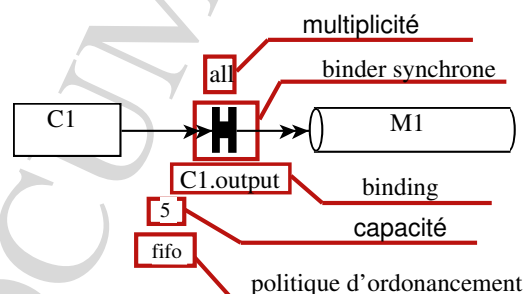 multiplicité
all
binder synchrone
C1
M1
C1.output
binding
5
capacité
fifo
politique d'ordonancement